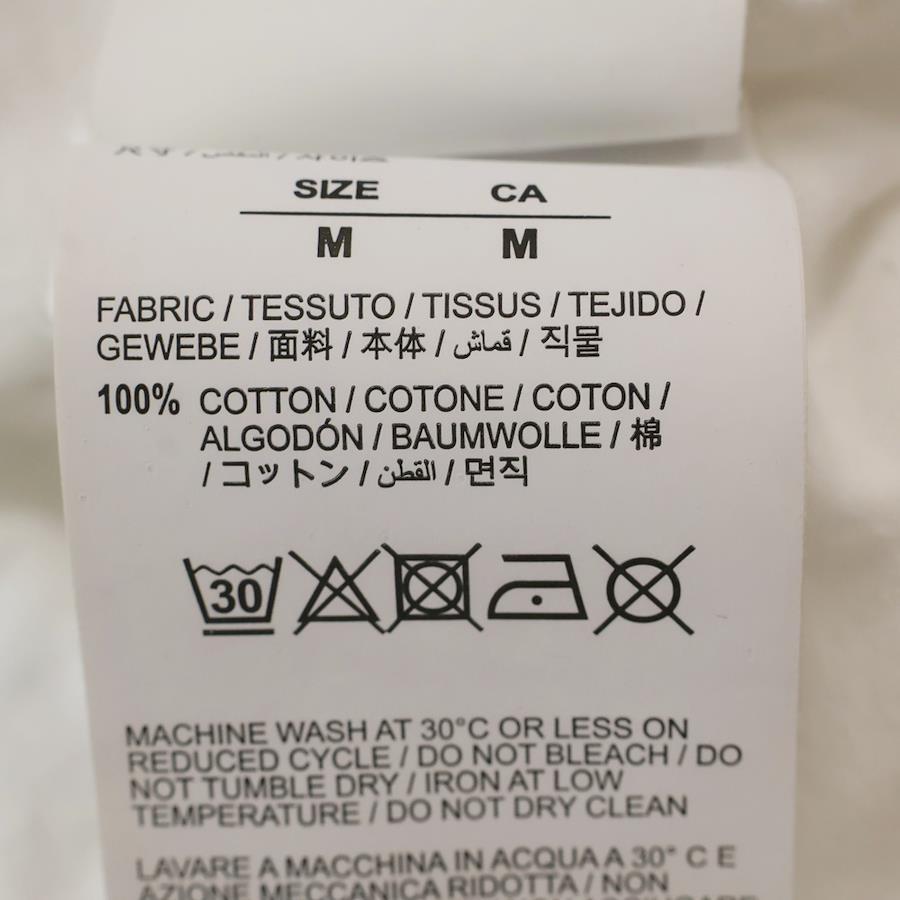 SIZE CA
M M
FABRIC / TESSUTO / TISSUS / TEJIDO /
GEWEBE / 面料 / 本体 / قماش / 직물
100% COTTON / COTONE / COTON /
ALGODÓN / BAUMWOLLE / 棉
/ コットン / القطن / 면직
30
MACHINE WASH AT 30°C OR LESS ON
REDUCED CYCLE / DO NOT BLEACH / DO
NOT TUMBLE DRY / IRON AT LOW
TEMPERATURE / DO NOT DRY CLEAN
LAVARE A MACCHINA IN ACQUA A 30° C E
AZIONE MECCANICA RIDOTTA / NON